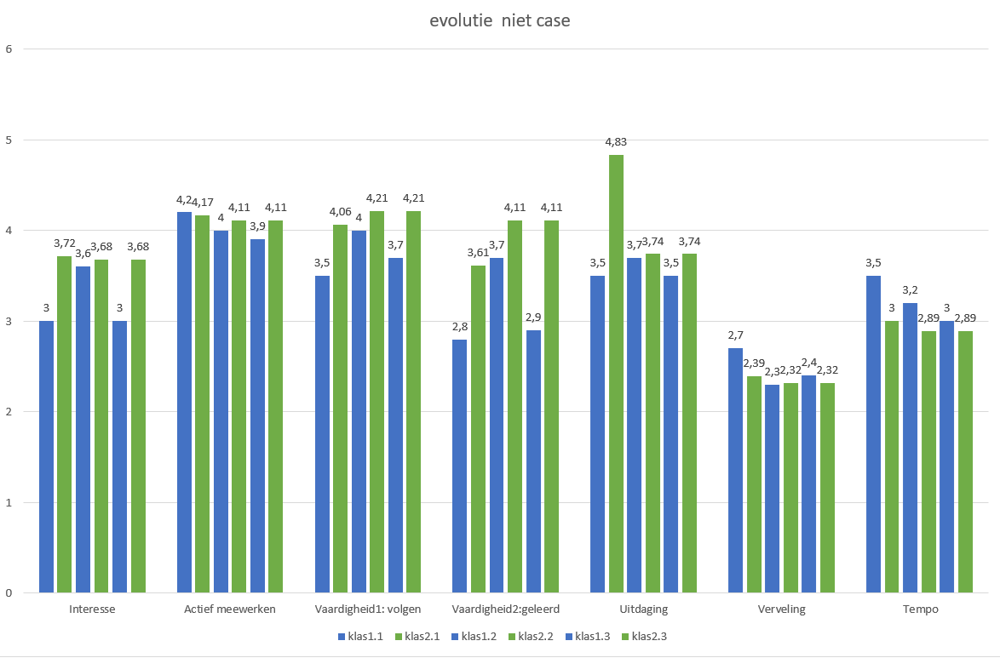 evolutie niet case
6
5
4
3
2
1
0
3 3,72 3,6 3,68 3 3,68
4,2 4,17 4 4,11 3,9 4,11
3,5 4,06 4 4,21 3,7 4,21
2,8 3,61 3,7 4,11 2,9 4,11
3,5 4,83 3,7 3,74 3,5 3,74
2,7 2,39 2,3 2,32 2,4 2,32
3,5 3 3,2 2,89 3 2,89
Interesse Actief meewerken Vaardigheid1: volgen Vaardigheid2:geleerd Uitdaging Verveling Tempo
klas1.1 klas2.1 klas1.2 klas2.2 klas1.3 klas2.3